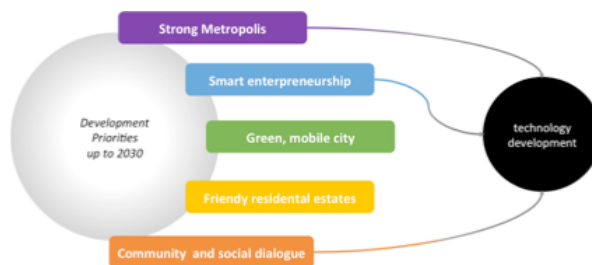 Strong Metropolis
Smart enterpreneurship
Development
Priorities
up to 2030
Green, mobile city
technology
development
Friendy residental estates
Community and social dialogue